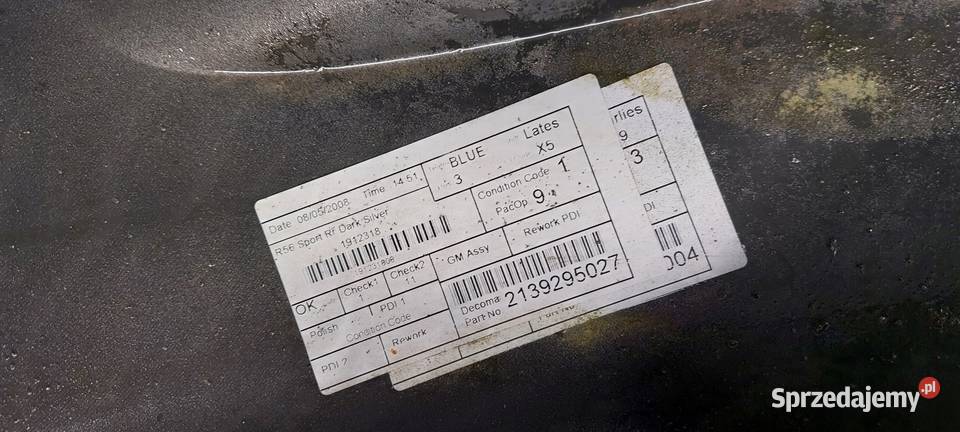 Date 08/05/2008 Time 14:51
BLUE
3
Lates
X5
R56 Sport Rr Dark Silver
1912318
Condition Code 1
PacOp 9
OK
Check1
1
Check2
11
GM Assy
Rework PDI
Polish
PDI 1
Condition Code
Decoma
Part No
2139295027
PDI 2
Rework
rlies
9
3
DI
004
Sprzedajemy.pl